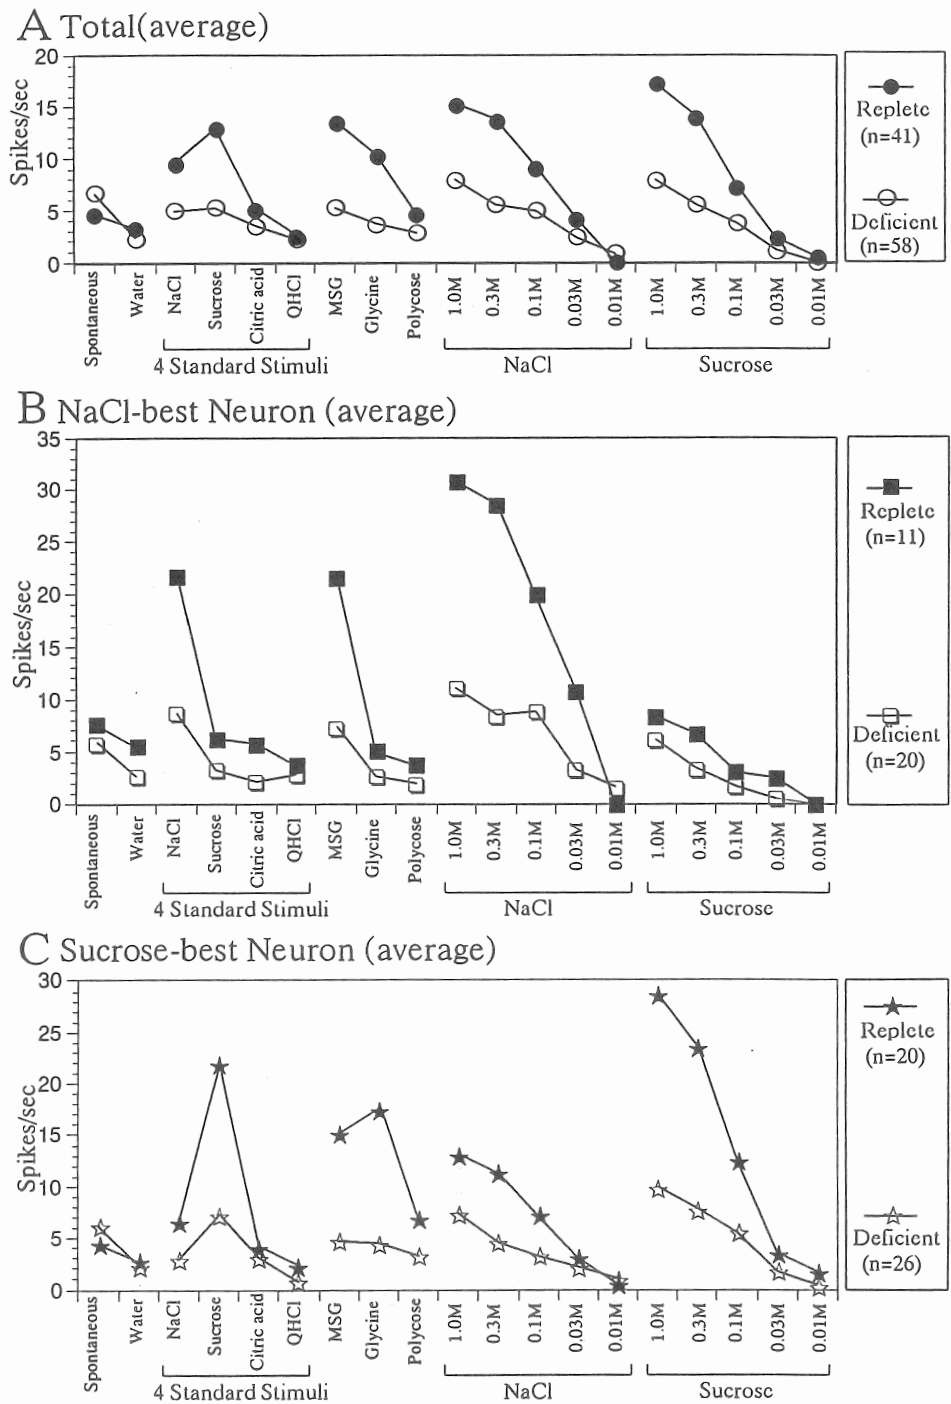 A Total(average)
Spikes/sec
20
15
10
5
0
Spontaneous
Water
NaCl
Sucrose
Citric acid
QHCl
MSG
Glycine
Polycose
1.0M
0.3M
0.1M
0.03M
0.01M
1.0M
0.3M
0.1M
0.03M
0.01M
4 Standard Stimuli
NaCl
Sucrose
Replete
(n=41)
Deficient
(n=58)
B NaCl-best Neuron (average)
Spikes/sec
35
30
25
20
15
10
5
0
Spontaneous
Water
NaCl
Sucrose
Citric acid
QHCl
MSG
Glycine
Polycose
1.0M
0.3M
0.1M
0.03M
0.01M
1.0M
0.3M
0.1M
0.03M
0.01M
4 Standard Stimuli
NaCl
Sucrose
Replete
(n=11)
Deficient
(n=20)
C Sucrose-best Neuron (average)
Spikes/sec
30
25
20
15
10
5
0
Spontaneous
Water
NaCl
Sucrose
Citric acid
QHCl
MSG
Glycine
Polycose
1.0M
0.3M
0.1M
0.03M
0.01M
1.0M
0.3M
0.1M
0.03M
0.01M
4 Standard Stimuli
NaCl
Sucrose
Replete
(n=20)
Deficient
(n=26)